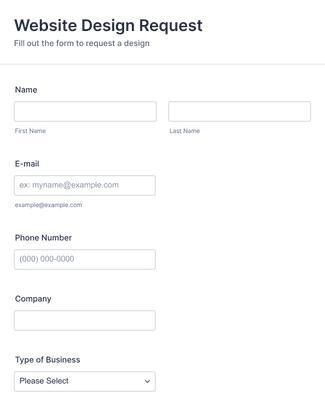 Website Design Request
Fill out the form to request a design
Name
First Name Last Name
E-mail
ex: myname@example.com
example@example.com
Phone Number
(000) 000-0000
Company
Type of Business
Please Select